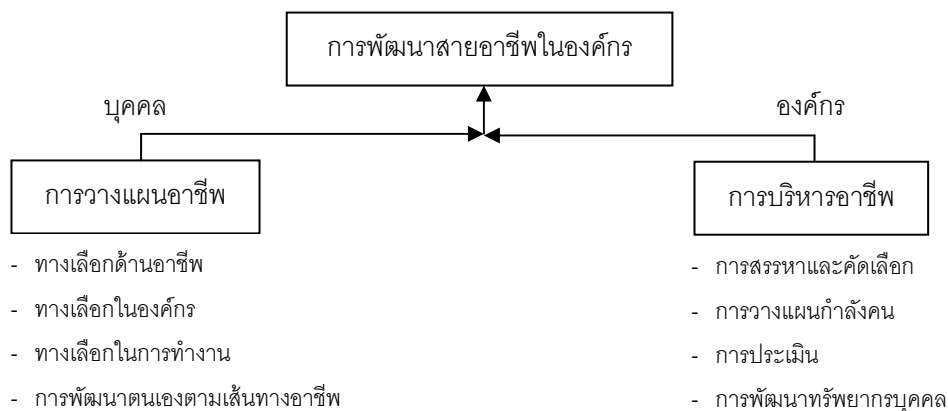 การพัฒนาสายอาชีพในองค์กร
บุคคล
องค์กร
การวางแผนอาชีพ
การบริหารอาชีพ
- ทางเลือกด้านอาชีพ
- ทางเลือกในองค์กร
- ทางเลือกในการทำงาน
- การพัฒนาตนเองตามเส้นทางอาชีพ
- การสรรหาและคัดเลือก
- การวางแผนกำลังคน
- การประเมิน
- การพัฒนาทรัพยากรบุคคล